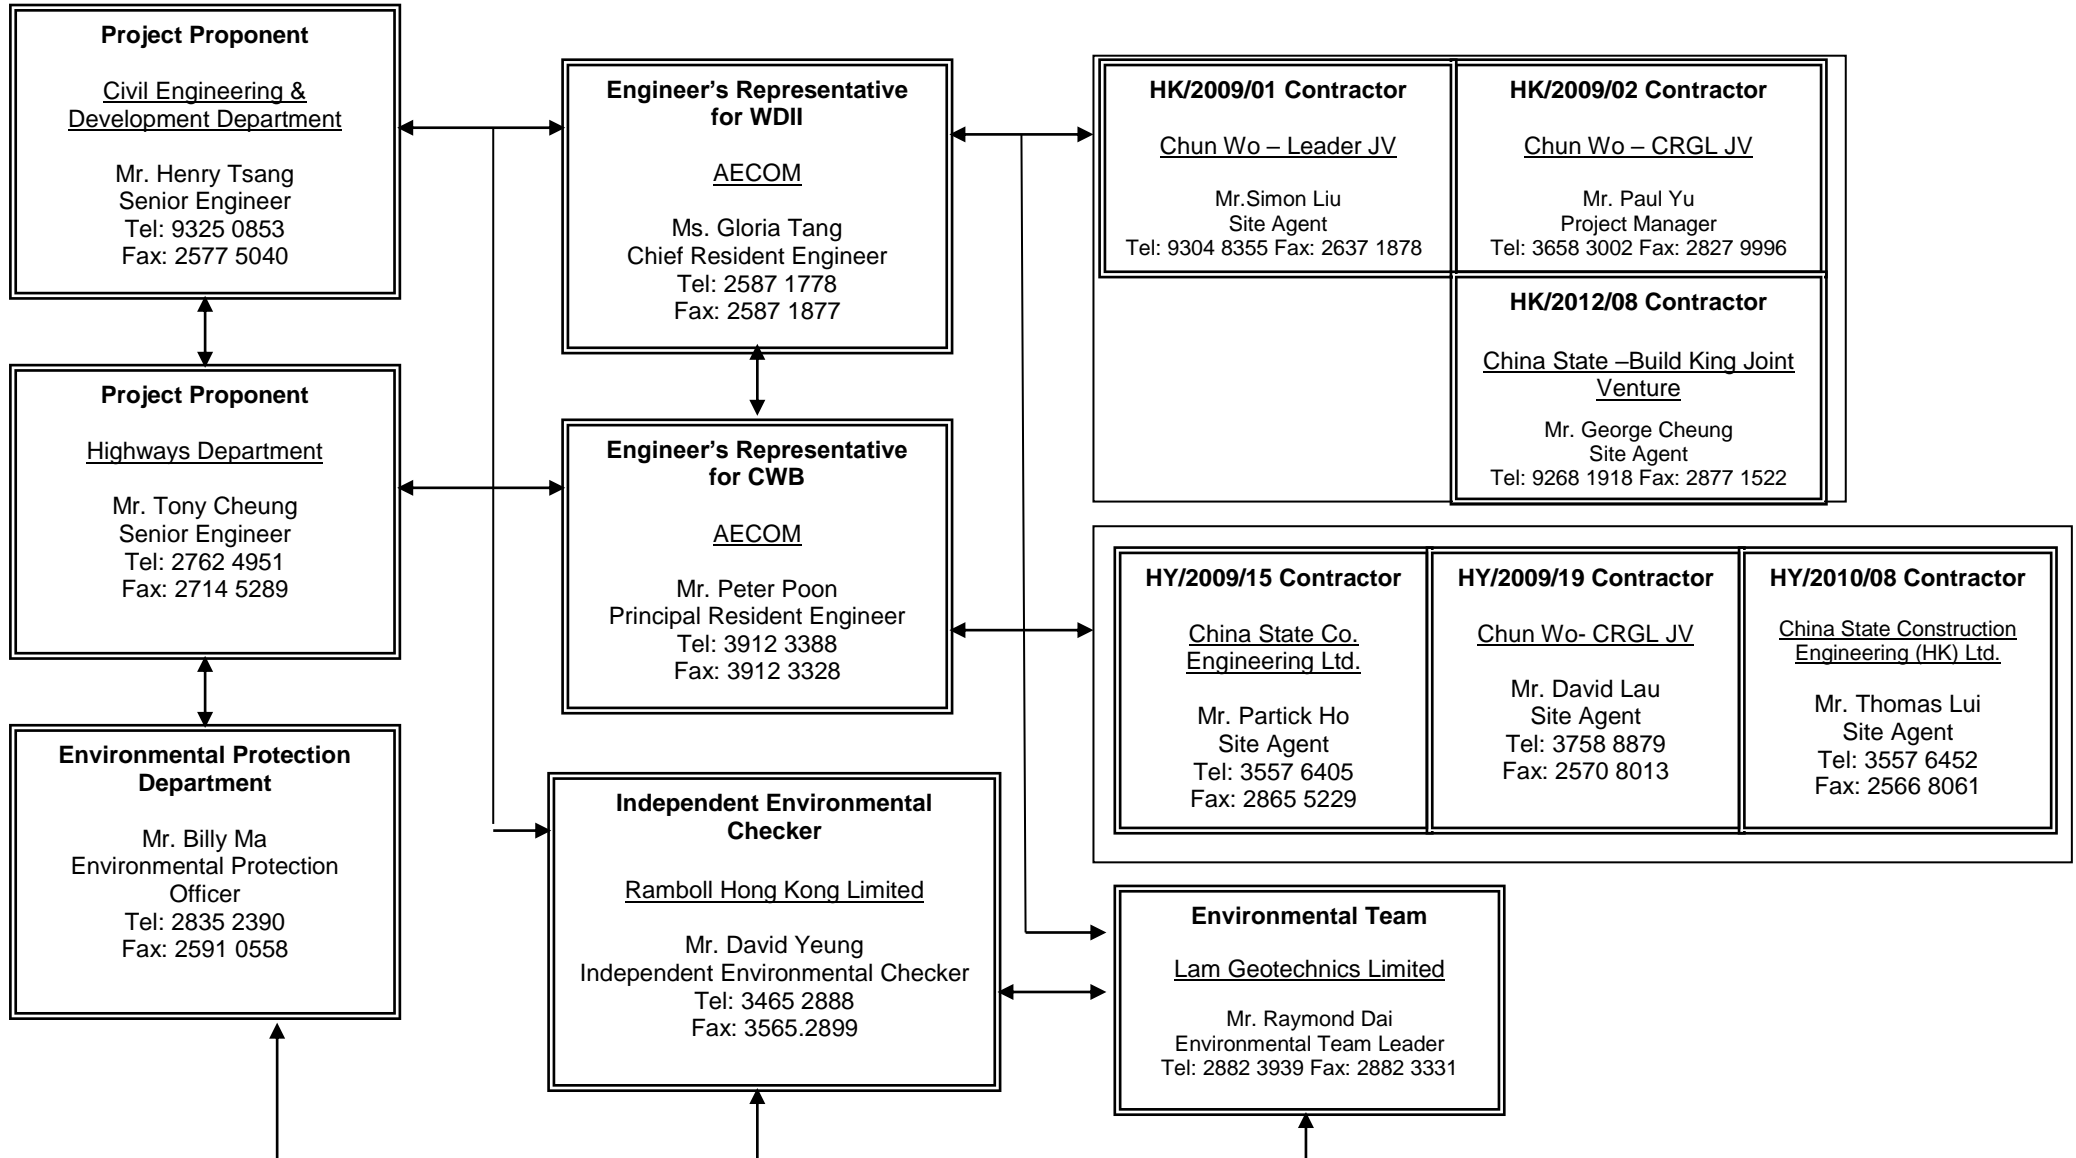 Project Proponent
Civil Engineering &
Development Department
Mr. Henry Tsang
Senior Engineer
Tel: 9325 0853
Fax: 2577 5040
Project Proponent
Highways Department
Mr. Tony Cheung
Senior Engineer
Tel: 2762 4951
Fax: 2714 5289
Environmental Protection
Department
Mr. Billy Ma
Environmental Protection
Officer
Tel: 2835 2390
Fax: 2591 0558
Engineer’s Representative
for WDII
AECOM
Ms. Gloria Tang
Chief Resident Engineer
Tel: 2587 1778
Fax: 2587 1877
Engineer’s Representative
for CWB
AECOM
Mr. Peter Poon
Principal Resident Engineer
Tel: 3912 3388
Fax: 3912 3328
Independent Environmental
Checker
Ramboll Hong Kong Limited
Mr. David Yeung
Independent Environmental Checker
Tel: 3465 2888
Fax: 3565.2899
HK/2009/01 Contractor
Chun Wo – Leader JV
Mr.Simon Liu
Site Agent
Tel: 9304 8355 Fax: 2637 1878
HK/2009/02 Contractor
Chun Wo – CRGL JV
Mr. Paul Yu
Project Manager
Tel: 3658 3002 Fax: 2827 9996
HK/2012/08 Contractor
China State –Build King Joint
Venture
Mr. George Cheung
Site Agent
Tel: 9268 1918 Fax: 2877 1522
HY/2009/15 Contractor
China State Co.
Engineering Ltd.
Mr. Partick Ho
Site Agent
Tel: 3557 6405
Fax: 2865 5229
HY/2009/19 Contractor
Chun Wo- CRGL JV
Mr. David Lau
Site Agent
Tel: 3758 8879
Fax: 2570 8013
HY/2010/08 Contractor
China State Construction
Engineering (HK) Ltd.
Mr. Thomas Lui
Site Agent
Tel: 3557 6452
Fax: 2566 8061
Environmental Team
Lam Geotechnics Limited
Mr. Raymond Dai
Environmental Team Leader
Tel: 2882 3939 Fax: 2882 3331